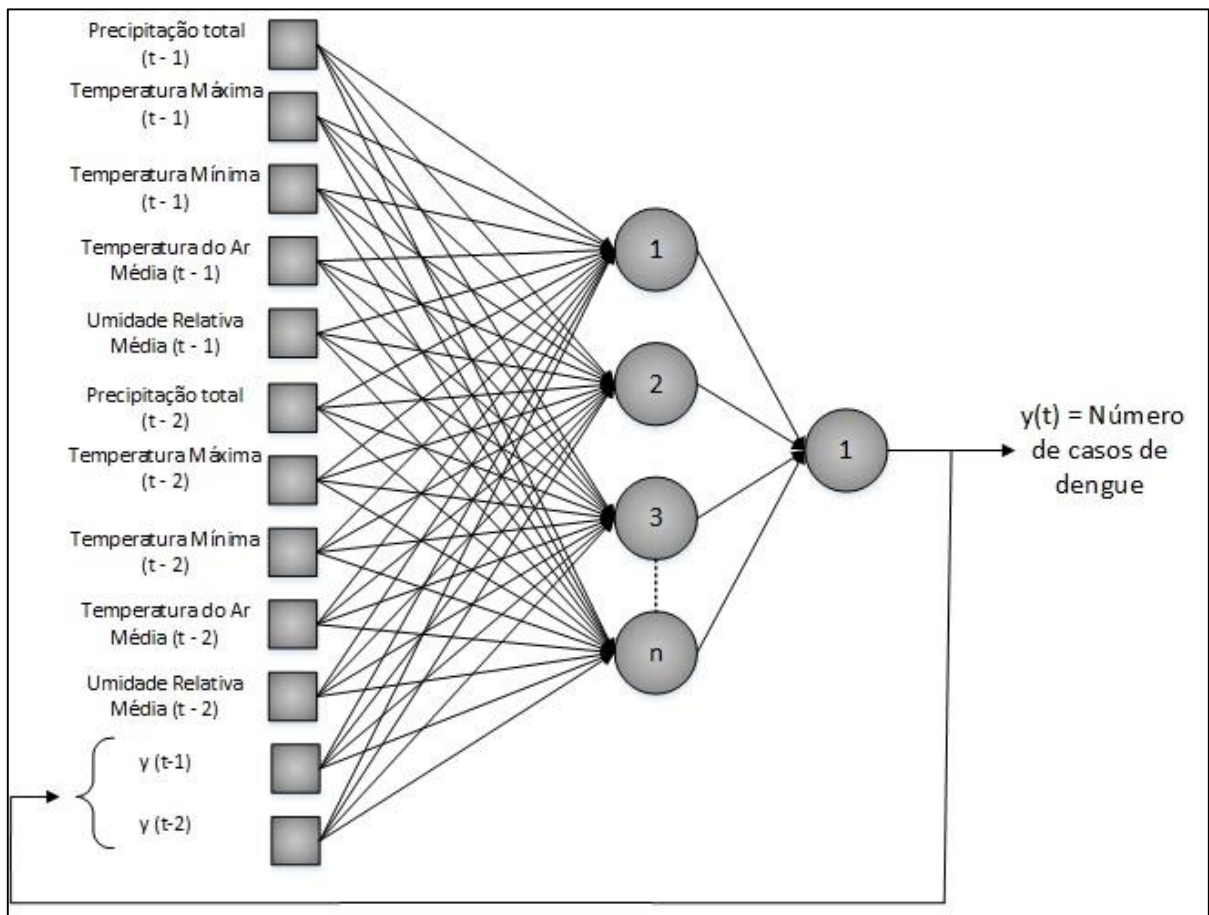 Precipitação total
(t - 1)
Temperatura Máxima
(t - 1)
Temperatura Mínima
(t - 1)
Temperatura do Ar
Média (t - 1)
Umidade Relativa
Média (t - 1)
Precipitação total
(t - 2)
Temperatura Máxima
(t - 2)
Temperatura Mínima
(t - 2)
Temperatura do Ar
Média (t - 2)
Umidade Relativa
Média (t - 2)
y (t-1)
y (t-2)
1
2
3
n
1
y(t) = Número
de casos de
dengue